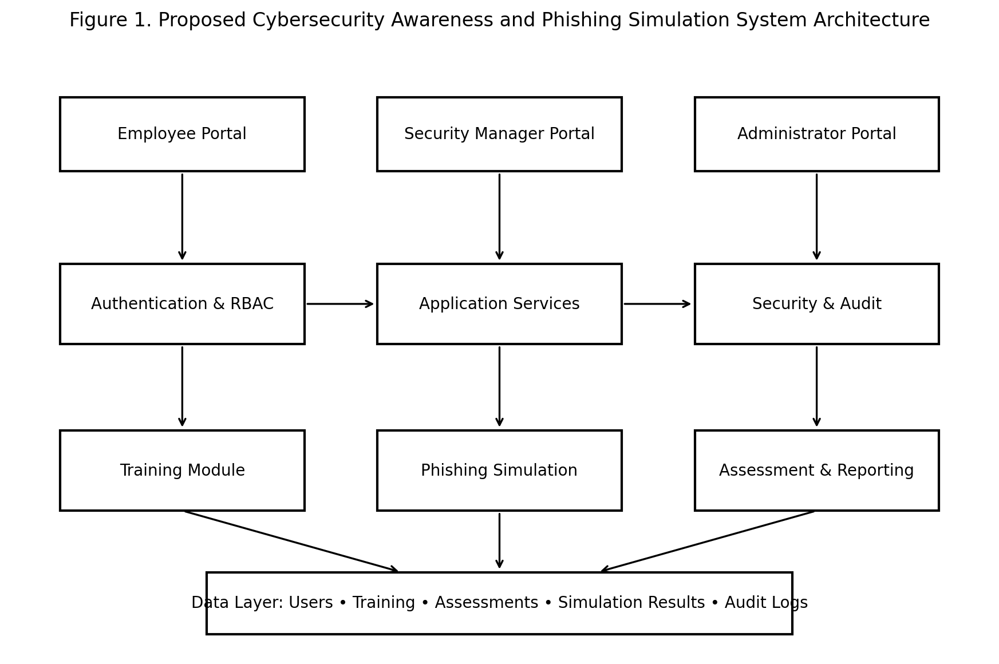 Figure 1. Proposed Cybersecurity Awareness and Phishing Simulation System Architecture
Employee Portal
Security Manager Portal
Administrator Portal
Authentication & RBAC
Application Services
Security & Audit
Training Module
Phishing Simulation
Assessment & Reporting
Data Layer: Users • Training • Assessments • Simulation Results • Audit Logs